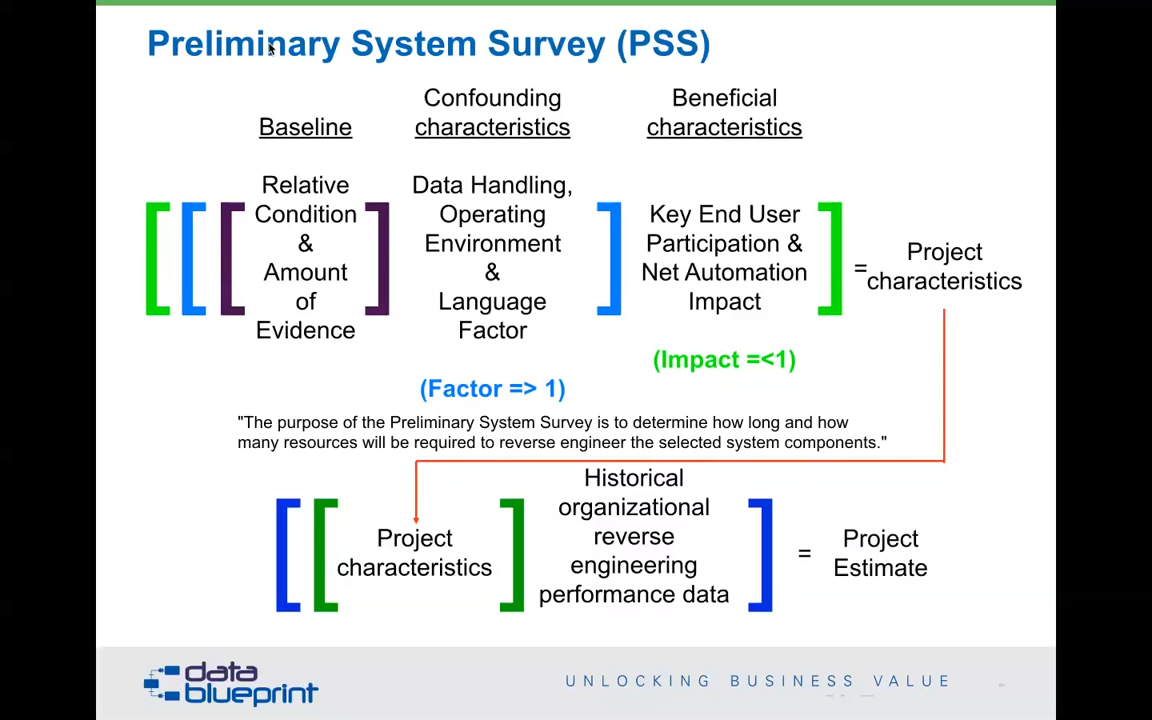 Preliminary System Survey (PSS)
Baseline
Confounding
characteristics
Beneficial
characteristics
Relative
Condition
&
Amount
of
Evidence
Data Handling,
Operating
Environment
&
Language
Factor
Key End User
Participation &
Net Automation
Impact
=
Project
characteristics
(Impact =<1)
(Factor => 1)
"The purpose of the Preliminary System Survey is to determine how long and how
many resources will be required to reverse engineer the selected system components."
Project
characteristics
Historical
organizational
reverse
engineering
performance data
=
Project
Estimate
data
blueprint
UNLOCKING BUSINESS VALUE